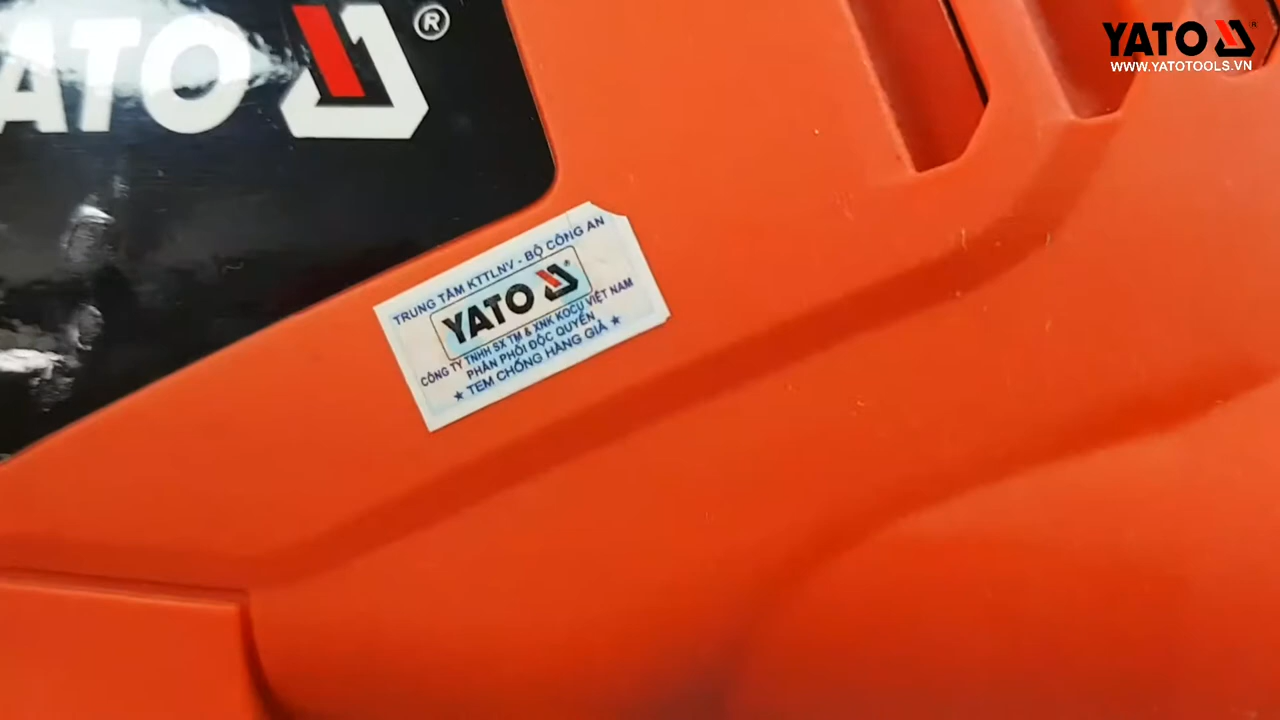 ATO ®
YATO ®
WWW.YATOTOOLS.VN
TRUNG TÂM KTTLNV - BỘ CÔNG AN
YATO ®
CÔNG TY TNHH SX TM & XNK KOCU VIỆT NAM
PHÂN PHỐI ĐỘC QUYỀN
★ TEM CHỐNG HÀNG GIẢ ★